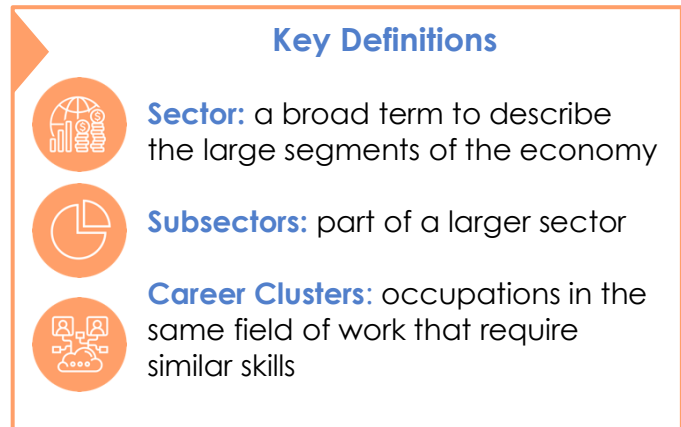 Key Definitions
Sector: a broad term to describe
the large segments of the economy
Subsectors: part of a larger sector
Career Clusters: occupations in the
same field of work that require
similar skills